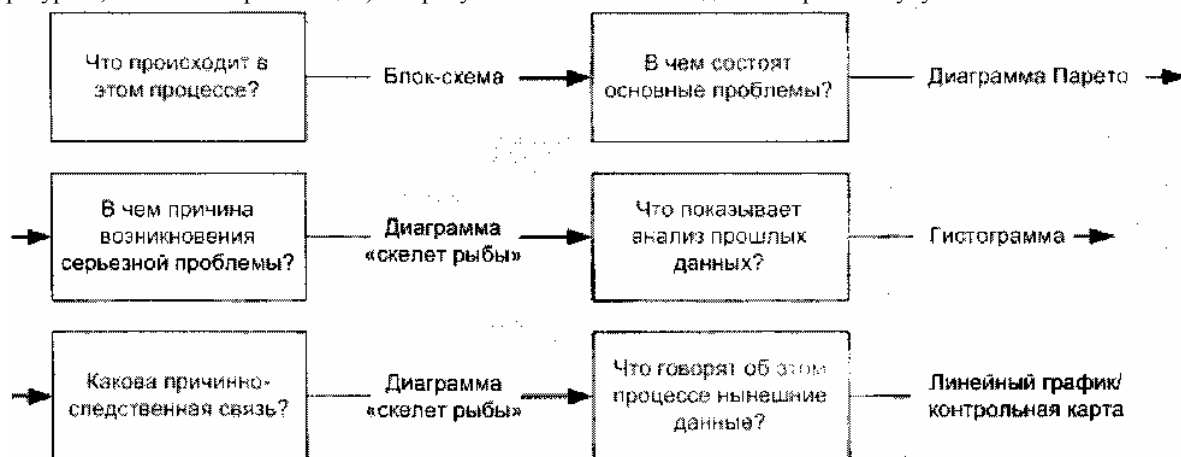 Что происходит в
этом процессе?
Блок-схема
В чем состоят
основные проблемы?
Диаграмма Парето
В чем причина
возникновения
серьезной проблемы?
Диаграмма
«скелет рыбы»
Что показывает
анализ прошлых
данных?
Гистограмма
Какова причинно-
следственная связь?
Диаграмма
«скелет рыбы»
Что говорят об этом
процессе нынешние
данные?
Линейный график/
контрольная карта